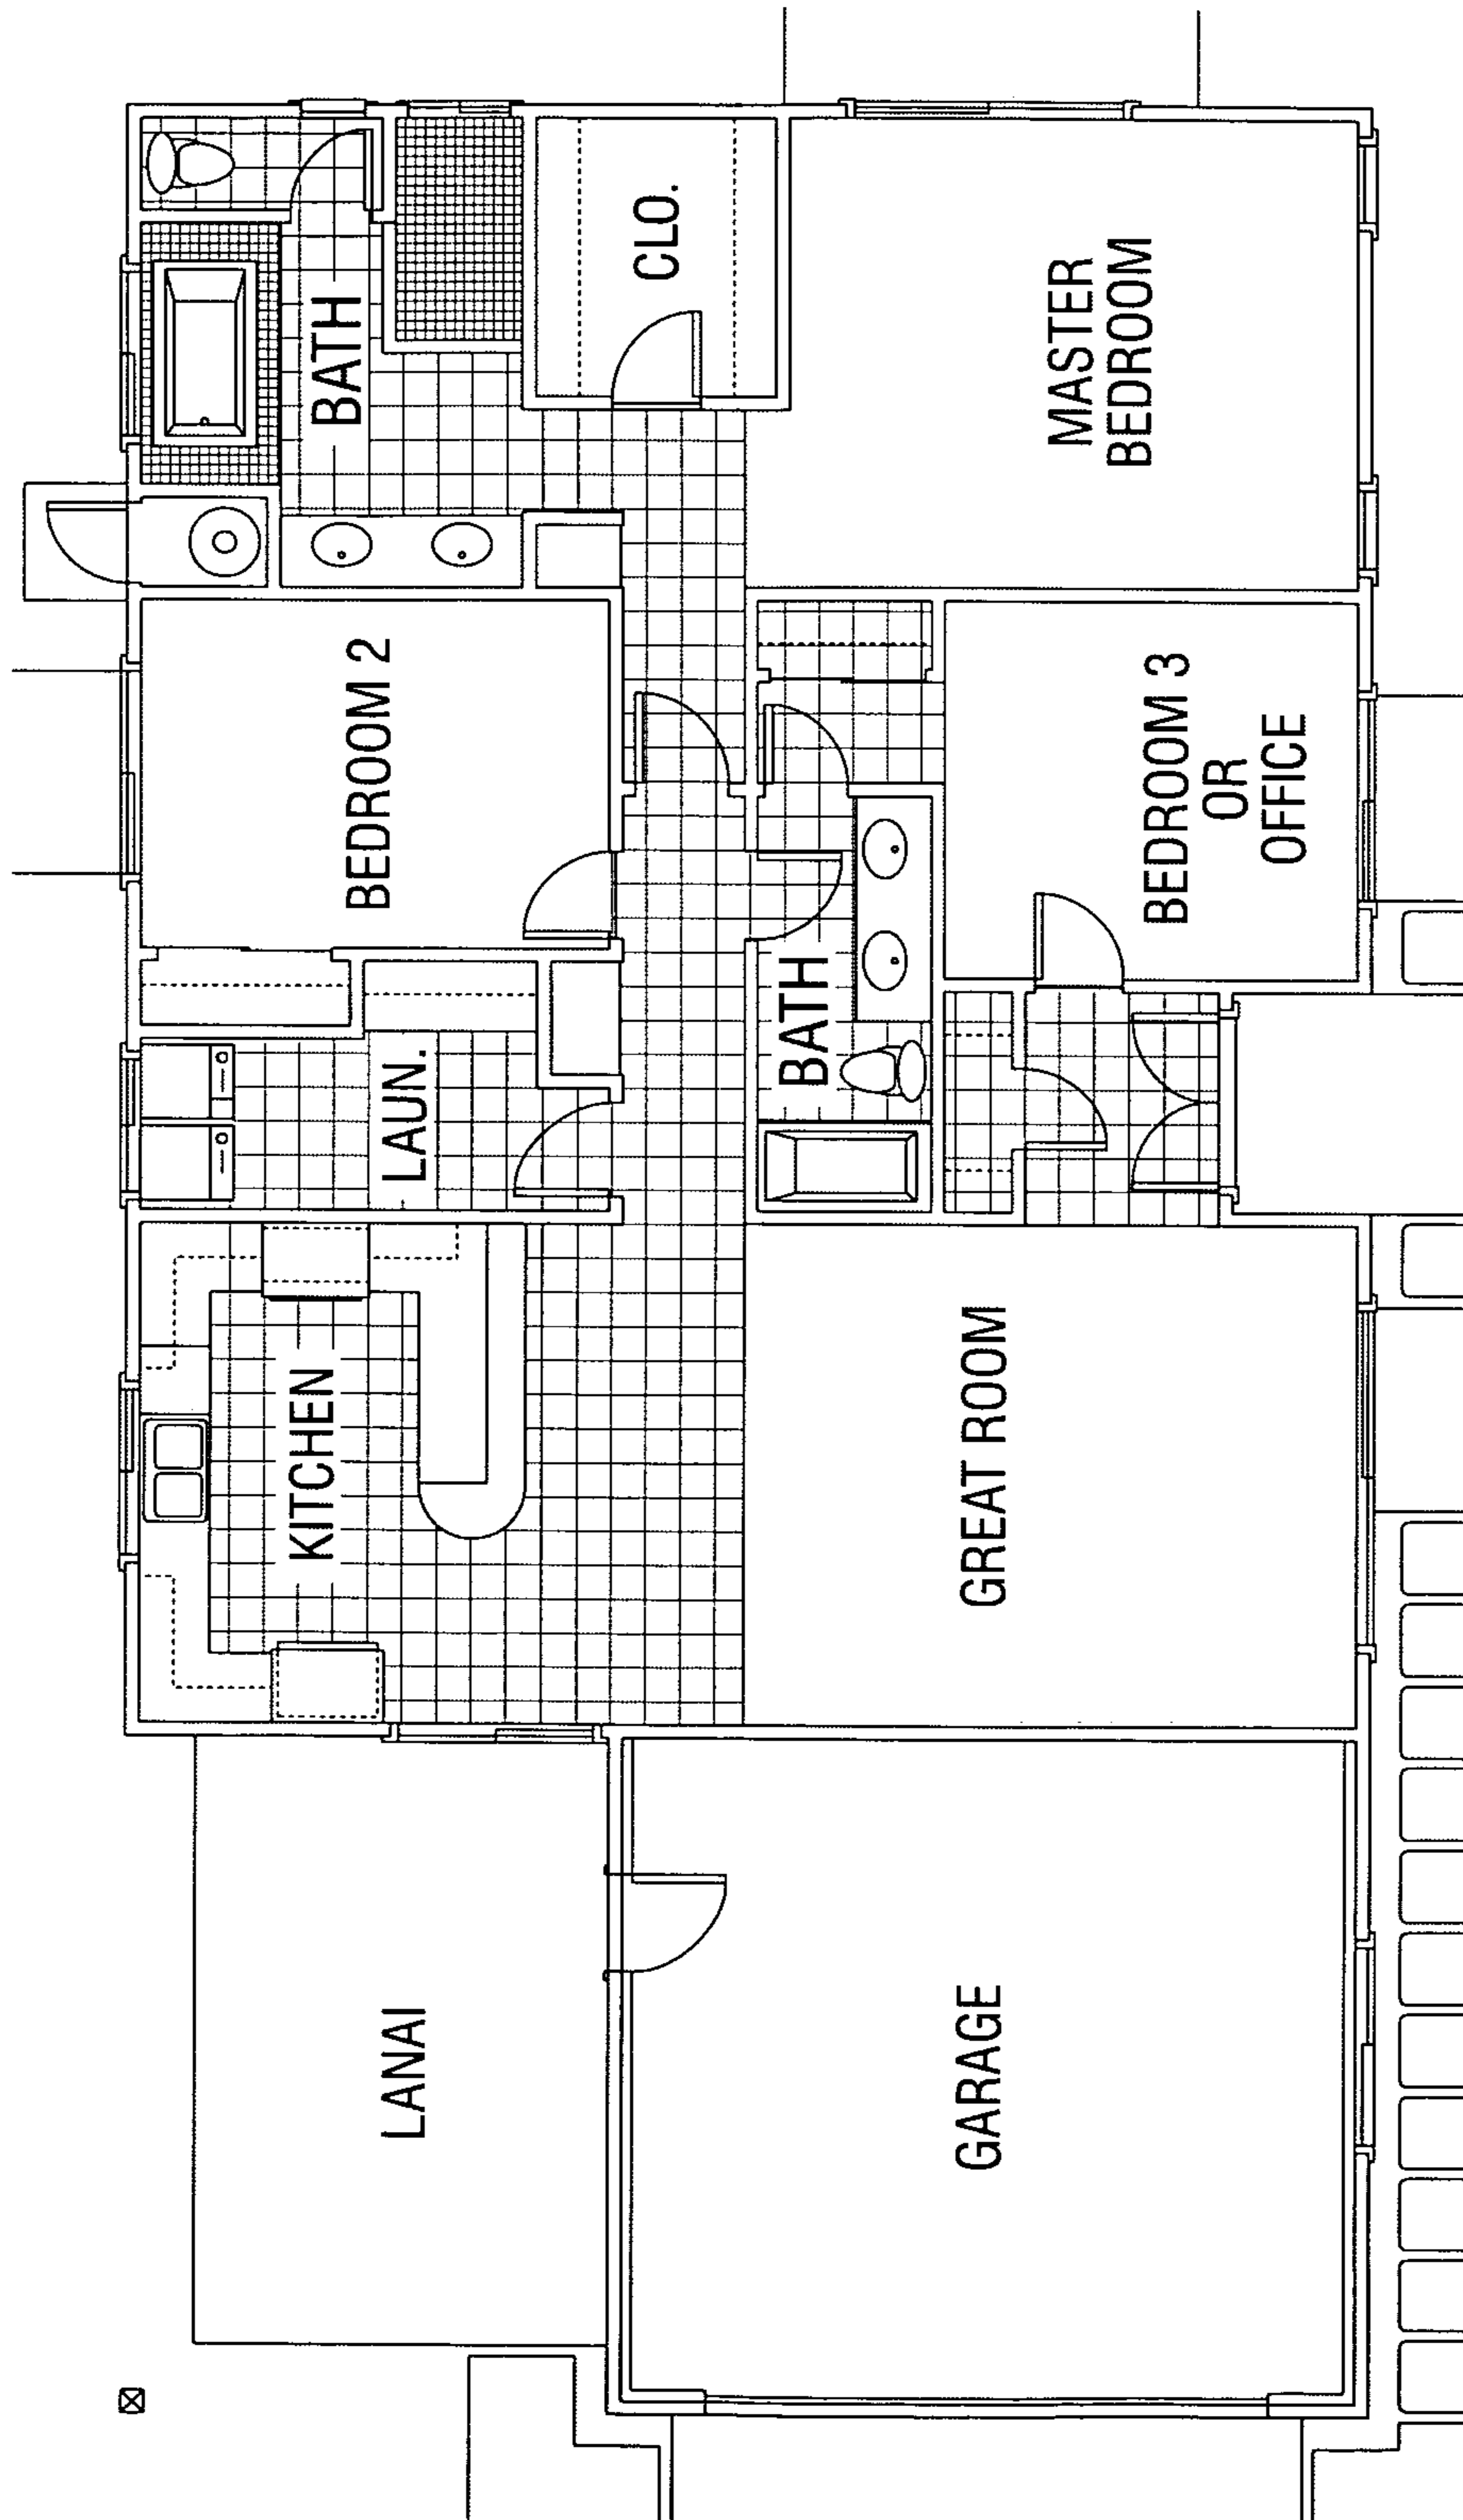 BATH
CLO.
MASTER
BEDROOM
BEDROOM 2
BEDROOM 3
OR
OFFICE
BATH
LAUN.
KITCHEN
GREAT ROOM
LANAI
GARAGE